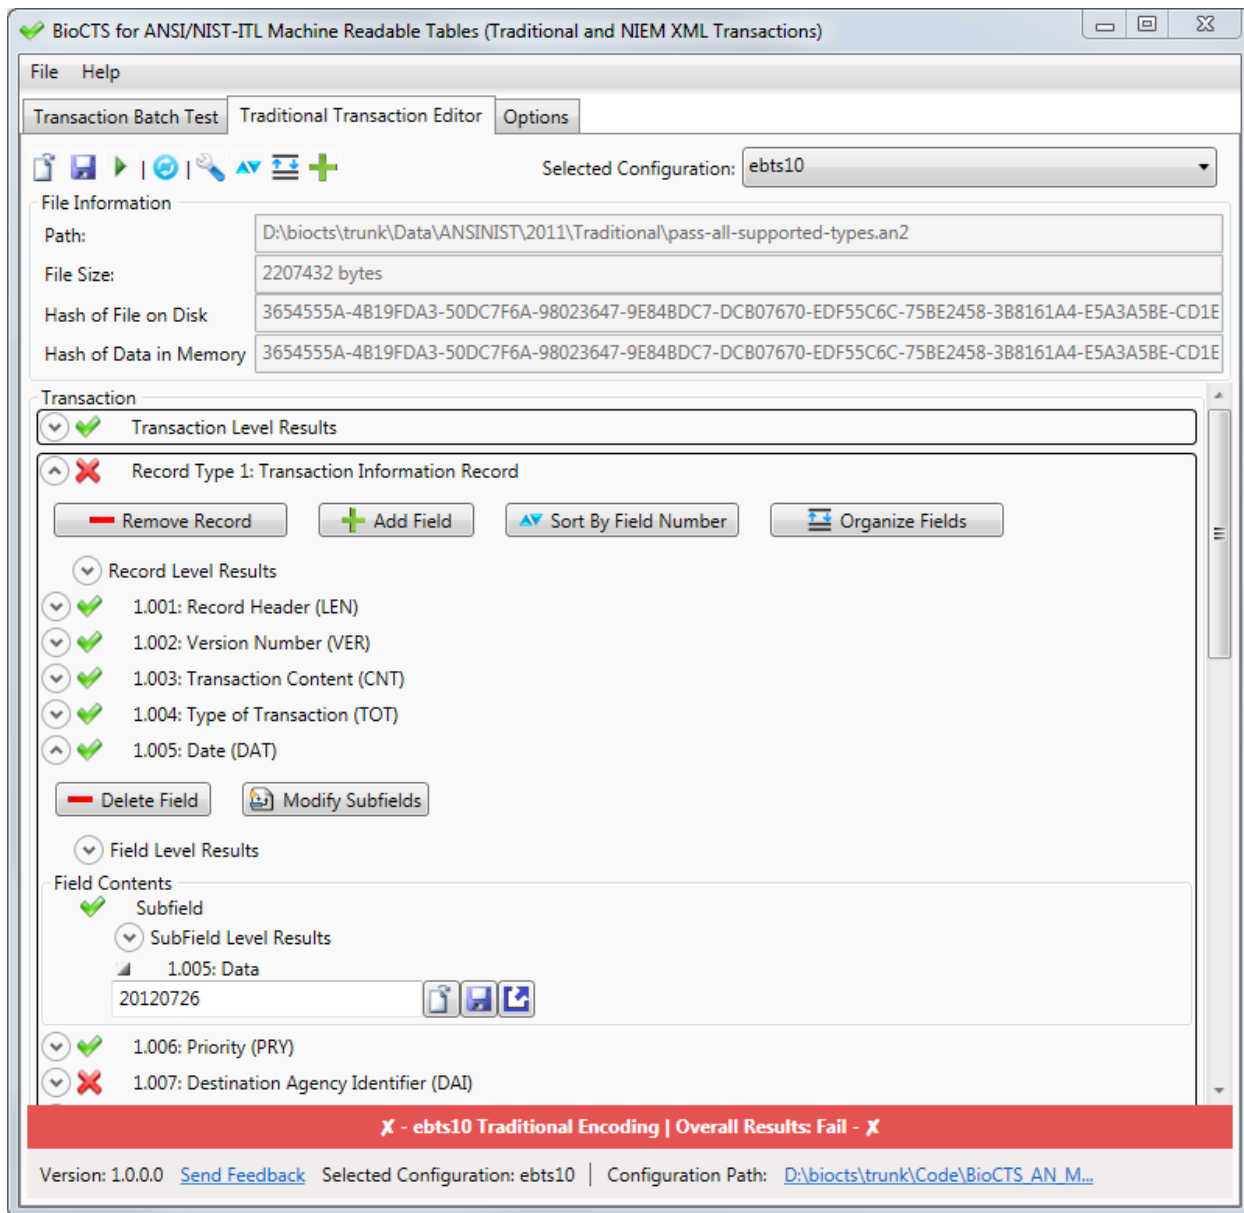 BioCTS for ANSI/NIST-ITL Machine Readable Tables (Traditional and NIEM XML Transactions)
File Help
Transaction Batch Test Traditional Transaction Editor Options
Selected Configuration: ebts10
File Information
Path: D:\biocts\trunk\Data\ANSINIST\2011\Traditional\pass-all-supported-types.an2
File Size: 2207432 bytes
Hash of File on Disk 3654555A-4B19FDA3-50DC7F6A-98023647-9E84BDC7-DCB07670-EDF55C6C-75BE2458-3B8161A4-E5A3A5BE-CD1E
Hash of Data in Memory 3654555A-4B19FDA3-50DC7F6A-98023647-9E84BDC7-DCB07670-EDF55C6C-75BE2458-3B8161A4-E5A3A5BE-CD1E
Transaction
Transaction Level Results
Record Type 1: Transaction Information Record
Remove Record Add Field Sort By Field Number Organize Fields
Record Level Results
1.001: Record Header (LEN)
1.002: Version Number (VER)
1.003: Transaction Content (CNT)
1.004: Type of Transaction (TOT)
1.005: Date (DAT)
Delete Field Modify Subfields
Field Level Results
Field Contents
Subfield
SubField Level Results
1.005: Data
20120726
1.006: Priority (PRY)
1.007: Destination Agency Identifier (DAI)
✗ - ebts10 Traditional Encoding | Overall Results: Fail - ✗
Version: 1.0.0.0 Send Feedback Selected Configuration: ebts10 | Configuration Path: D:\biocts\trunk\Code\BioCTS_AN_M...